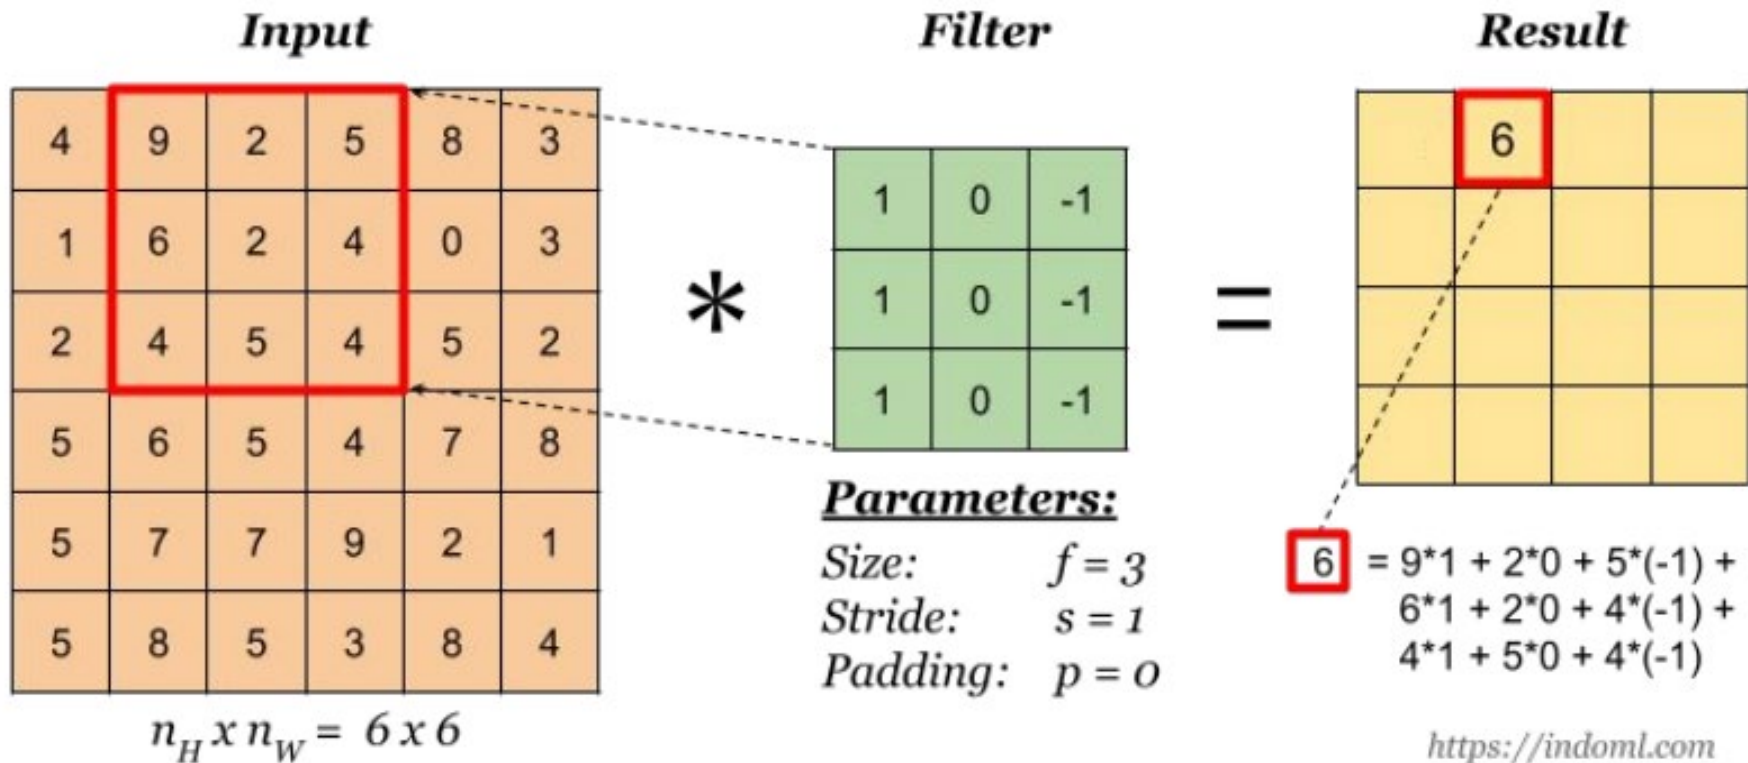 Input Filter Result
4 9 2 5 8 3
1 6 2 4 0 3
2 4 5 4 5 2
5 6 5 4 7 8
5 7 7 9 2 1
5 8 5 3 8 4
n_H x n_W = 6 x 6
*
1 0 -1
1 0 -1
1 0 -1
Parameters:
Size: f = 3
Stride: s = 1
Padding: p = 0
=
6
6 = 9*1 + 2*0 + 5*(-1) +
6*1 + 2*0 + 4*(-1) +
4*1 + 5*0 + 4*(-1)
https://indoml.com